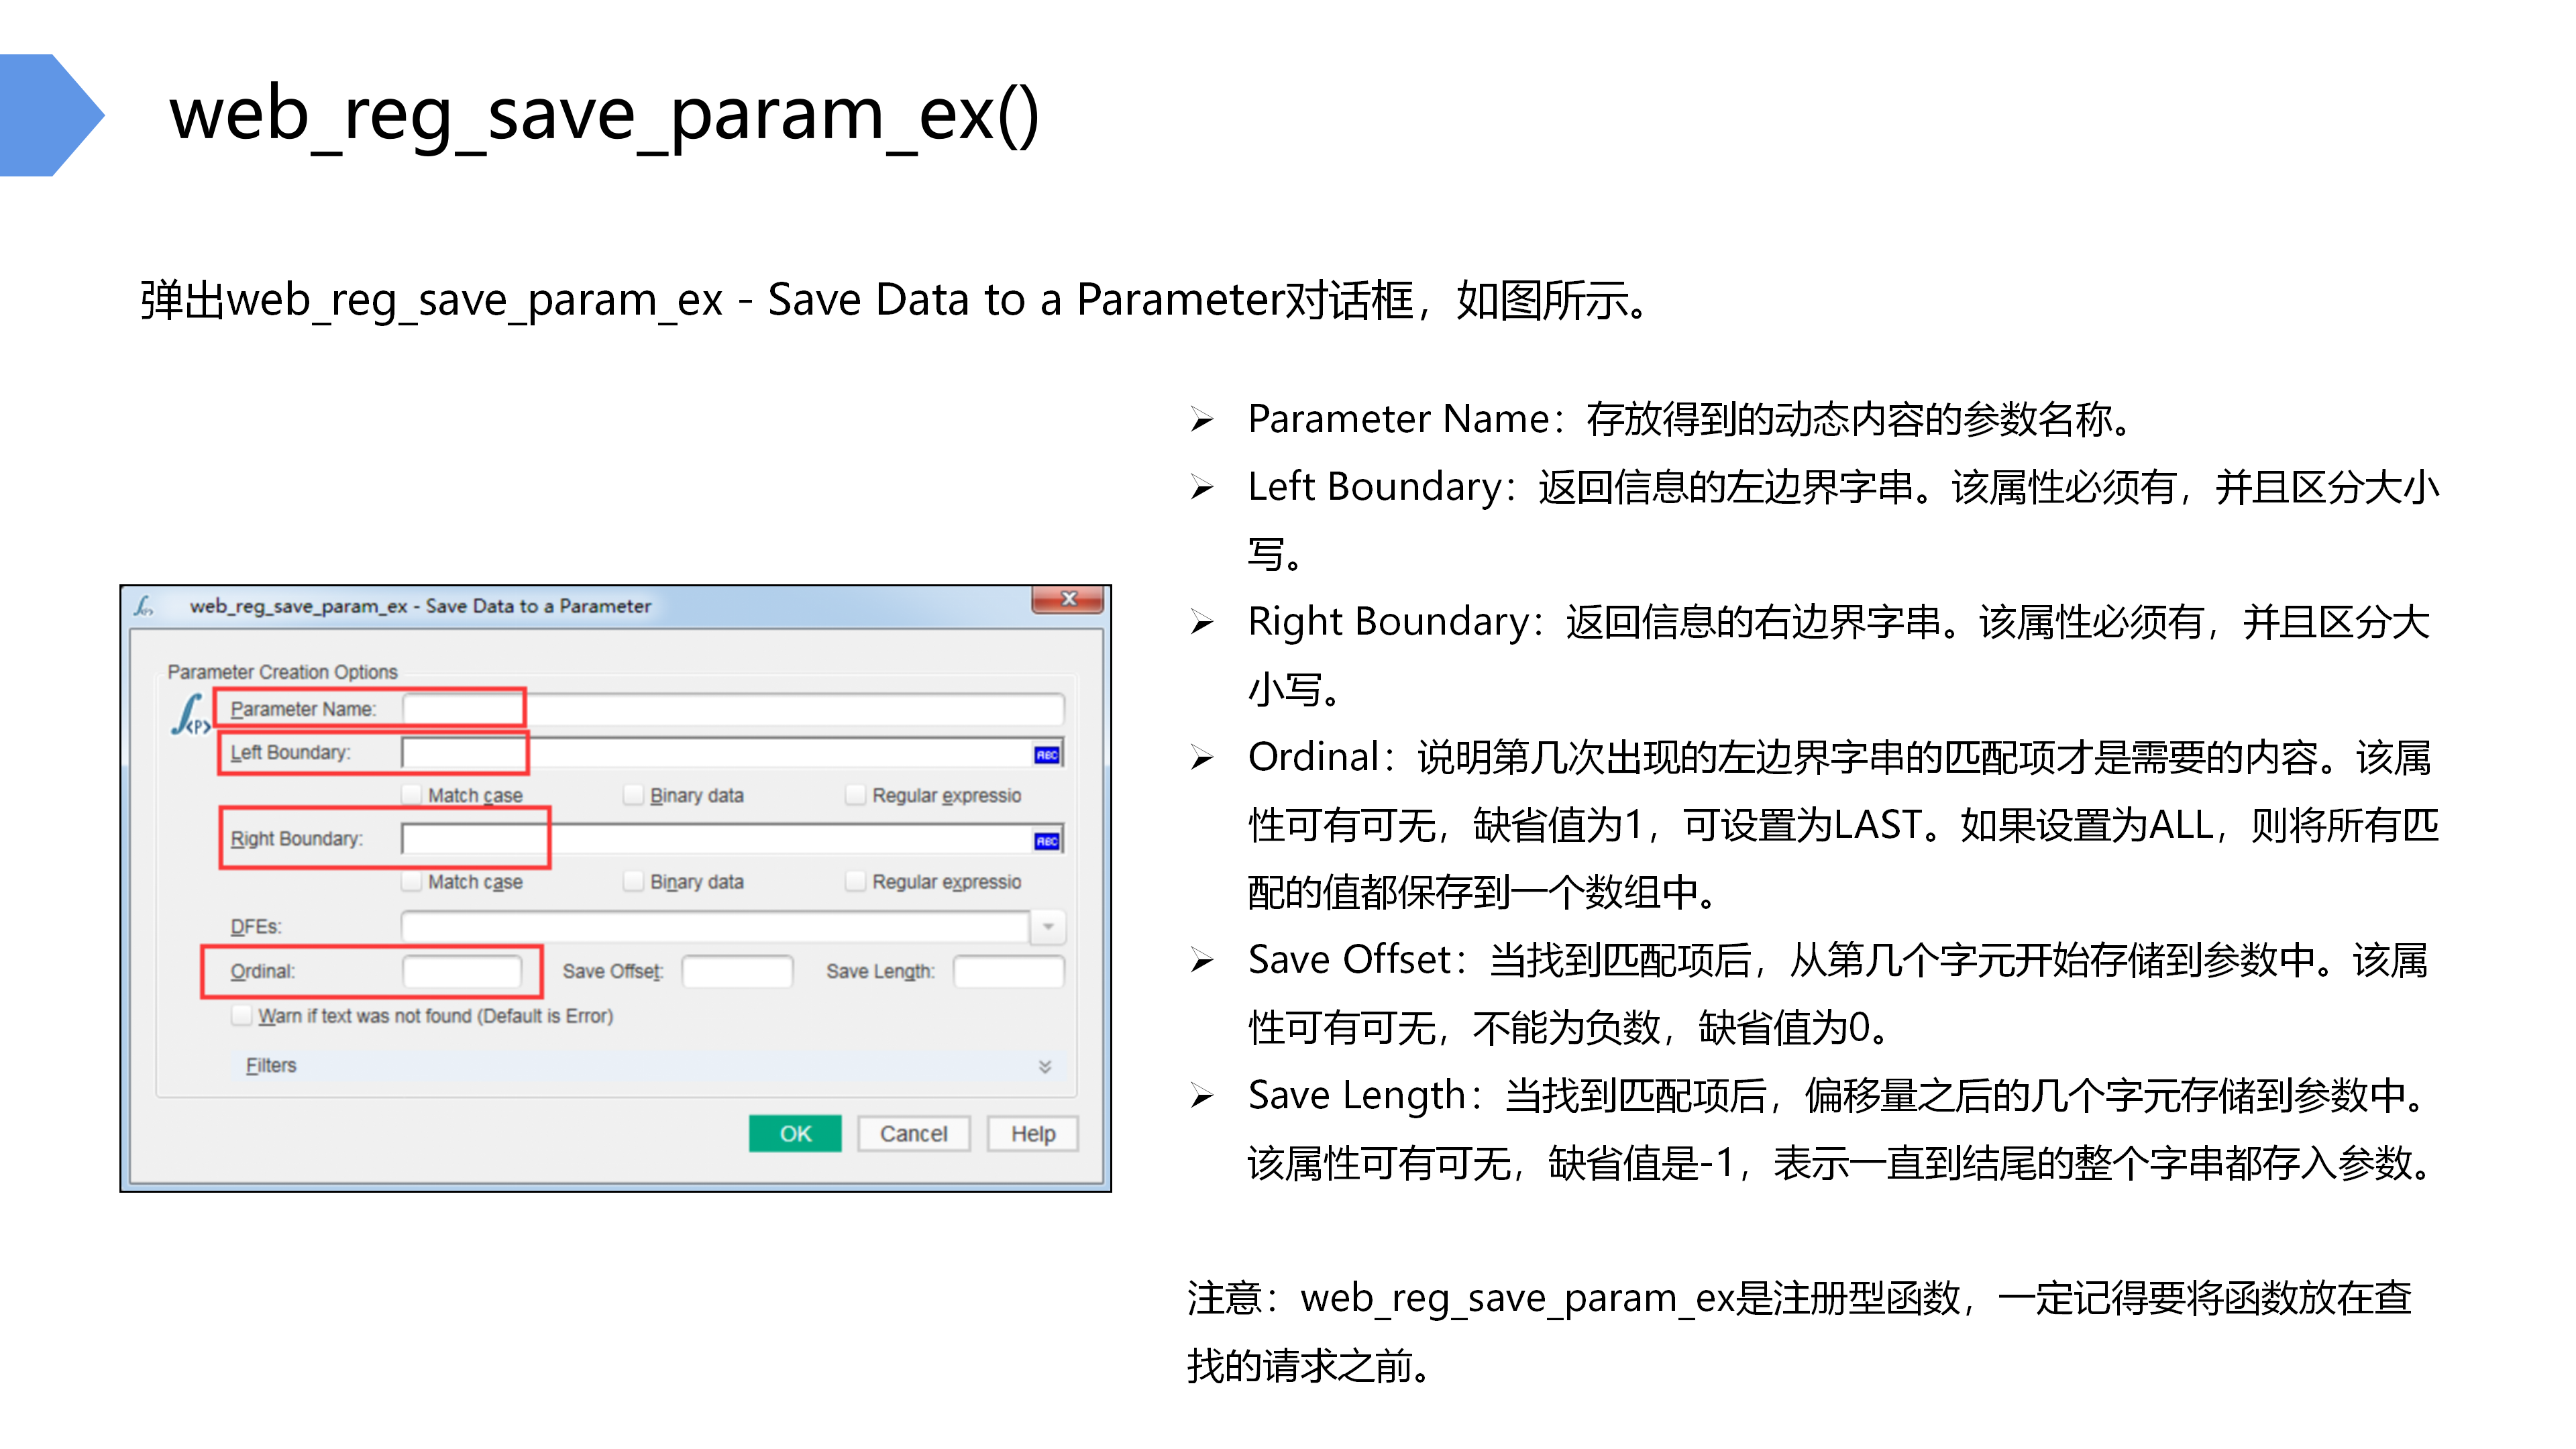 web_reg_save_param_ex()
弹出web_reg_save_param_ex - Save Data to a Parameter对话框，如图所示。
web_reg_save_param_ex - Save Data to a Parameter
Parameter Creation Options
Parameter Name:
Left Boundary:
ABC
Match case Binary data Regular expressio
Right Boundary:
ABC
Match case Binary data Regular expressio
DFEs:
Ordinal: Save Offset: Save Length:
Warn if text was not found (Default is Error)
Filters
OK Cancel Help
➢ Parameter Name：存放得到的动态内容的参数名称。
➢ Left Boundary：返回信息的左边界字串。该属性必须有，并且区分大小
写。
➢ Right Boundary：返回信息的右边界字串。该属性必须有，并且区分大
小写。
➢ Ordinal：说明第几次出现的左边界字串的匹配项才是需要的内容。该属
性可有可无，缺省值为1，可设置为LAST。如果设置为ALL，则将所有匹
配的值都保存到一个数组中。
➢ Save Offset：当找到匹配项后，从第几个字元开始存储到参数中。该属
性可有可无，不能为负数，缺省值为0。
➢ Save Length：当找到匹配项后，偏移量之后的几个字元存储到参数中。
该属性可有可无，缺省值是-1，表示一直到结尾的整个字串都存入参数。
注意：web_reg_save_param_ex是注册型函数，一定记得要将函数放在查
找的请求之前。